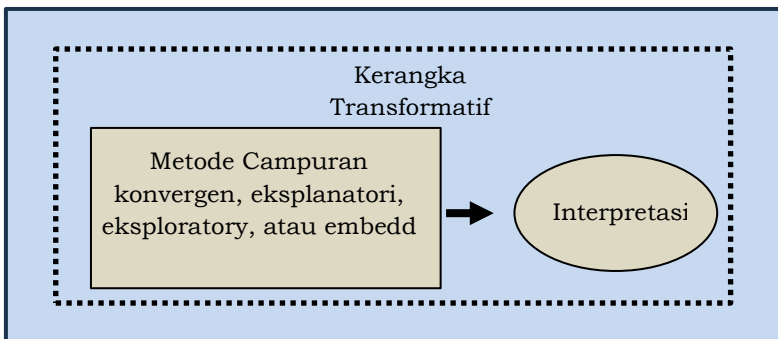 Kerangka
Transformatif
Metode Campuran
konvergen, eksplanatori,
eksploratory, atau embedd
Interpretasi